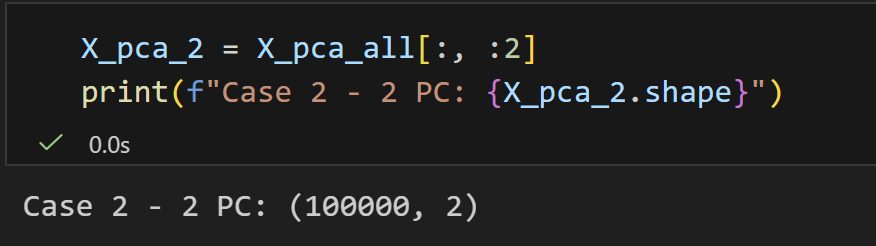 X_pca_2 = X_pca_all[:, :2]
print(f"Case 2 - 2 PC: {X_pca_2.shape}")
0.0s
Case 2 - 2 PC: (100000, 2)